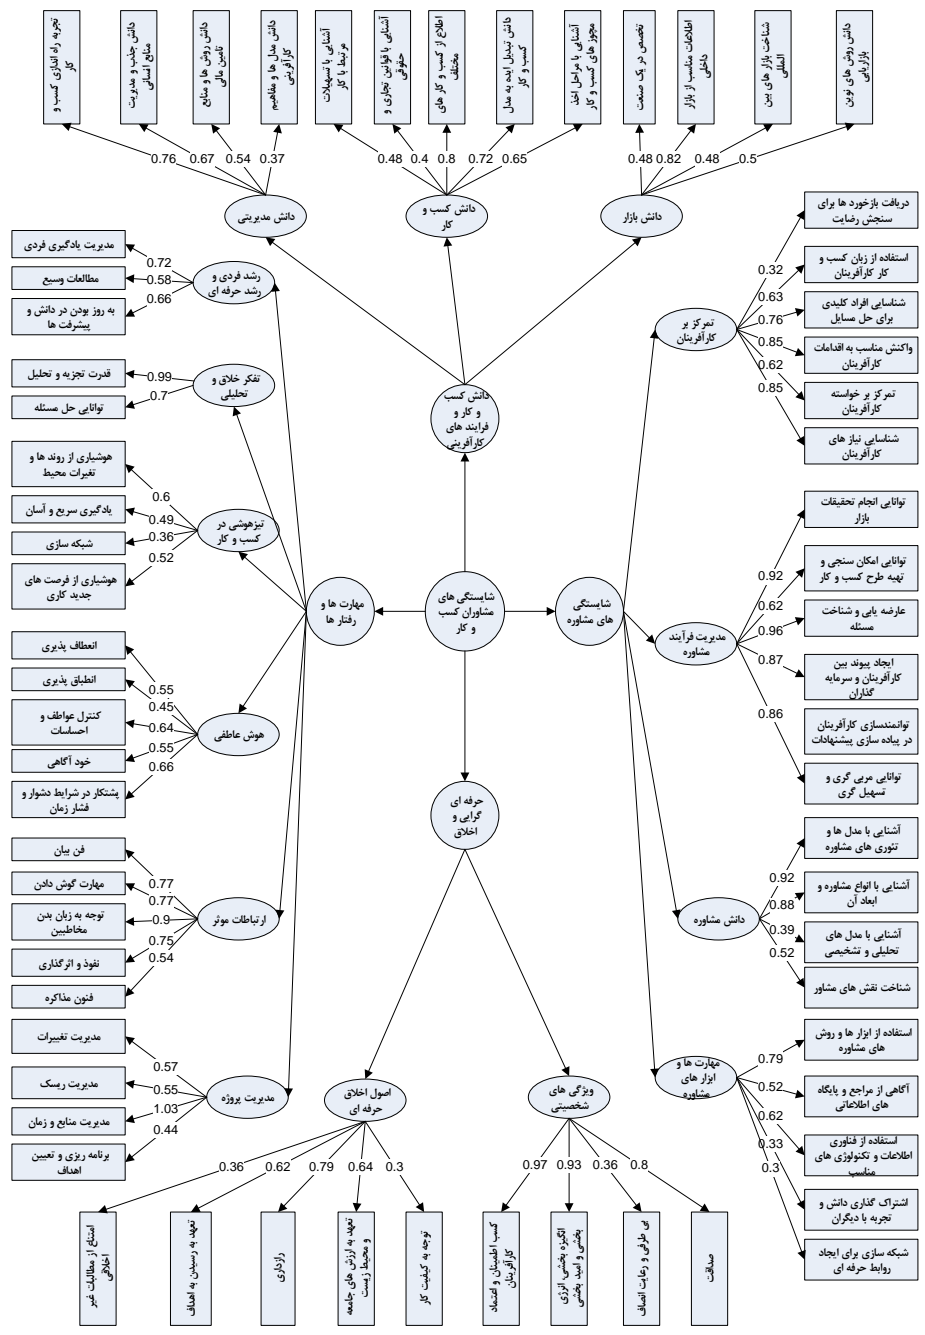 تجربه راه اندازی کسب و
کار
دانش جذب و مدیریت
منابع انسانی
دانش روش ها و منابع
تامین مالی
دانش مدل ها و مفاهیم
کارآفرینی
آشنایی با تسهیلات
مرتبط با کار
آشنایی با قوانین تجاری و
حقوقی
اطلاع از کسب و کار های
مختلف
دانش تبدیل ایده به مدل
کسب و کار
آشنایی با مراحل اخذ
مجوز های کسب و کار
تخصص در یک صنعت
اطلاعات مناسب از بازار
داخلی
شناخت بازار های بین
المللی
دانش روش های نوین
بازاریابی
0.76
0.67
0.54
0.37
0.48
0.4
0.8
0.72
0.65
0.48
0.82
0.48
0.5
دانش مدیریتی
دانش کسب و
کار
دانش بازار
مدیریت یادگیری فردی
مطالعات وسیع
به روز بودن در دانش و
پیشرفت ها
0.72
0.58
0.66
رشد فردی و
رشد حرفه ای
قدرت تجزیه و تحلیل
توانایی حل مسئله
0.99
0.7
تفکر خلاق و
تحلیلی
هوشیاری از روند ها و
تغیرات محیط
یادگیری سریع و آسان
شبکه سازی
هوشیاری از فرصت های
جدید کاری
0.6
0.49
0.36
0.52
تیزهوشی در
کسب و کار
انعطاف پذیری
انطباق پذیری
کنترل عواطف و
احساسات
خود آگاهی
پشتکار در شرایط دشوار و
فشار زمان
0.55
0.45
0.64
0.55
0.66
هوش عاطفی
فن بیان
مهارت گوش دادن
توجه به زبان بدن
مخاطبین
نفوذ و اثرگذاری
فنون مذاکره
0.77
0.77
0.9
0.75
0.54
ارتباطات موثر
مدیریت تغییرات
مدیریت ریسک
مدیریت منابع و زمان
برنامه ریزی و تعیین
اهداف
0.57
0.55
1.03
0.44
مدیریت پروژه
دانش کسب
و کار و
فرایند های
کارآفرینی
مهارت ها و
رفتار ها
شایستگی های
مشاوران کسب
و کار
شایستگی
های مشاوره
حرفه ای
گرایی و
اخلاق
تمرکز بر
کارآفرینان
0.32
0.63
0.76
0.85
0.62
0.85
دریافت بازخورد ها برای
سنجش رضایت
استفاده از زبان کسب و
کار کارآفرینان
شناسایی افراد کلیدی
برای حل مسایل
واکنش مناسب به اقدامات
کارآفرینان
تمرکز بر خواسته
کارآفرینان
شناسایی نیاز های
کارآفرینان
مدیریت فرآیند
مشاوره
0.92
0.62
0.96
0.87
0.86
توانایی انجام تحقیقات
بازار
توانایی امکان سنجی و
تهیه طرح کسب و کار
عارضه یابی و شناخت
مسئله
ایجاد پیوند بین
کارآفرینان و سرمایه
گذاران
توانمندسازی کارآفرینان
در پیاده سازی پیشنهادات
توانایی مربی گری و
تسهیل گری
دانش مشاوره
0.92
0.88
0.39
0.52
آشنایی با مدل ها و
تئوری های مشاوره
آشنایی با انواع مشاوره و
ابعاد آن
آشنایی با مدل های
تحلیلی و تشخیصی
شناخت نقش های مشاور
مهارت ها و
ابزار های
مشاوره
0.79
0.52
0.62
0.33
0.3
استفاده از ابزار ها و روش
های مشاوره
آگاهی از مراجع و پایگاه
های اطلاعاتی
استفاده از فناوری
اطلاعات و تکنولوژی های
مناسب
اشتراک گذاری دانش و
تجربه با دیگران
شبکه سازی برای ایجاد
روابط حرفه ای
اصول اخلاق
حرفه ای
ویژگی های
شخصیتی
0.36
0.62
0.79
0.64
0.3
0.97
0.93
0.36
0.8
امتناع از مطالبات غیر
اخلاقی
تعهد به رسیدن به اهداف
رازداری
تعهد به ارزش های جامعه
و محیط زیست
توجه به کیفیت کار
کسب اطمینان و اعتماد
کارآفرینان
انگیزه بخشی، انرژی
بخشی و امید بخشی
بی طرفی و رعایت انصاف
صداقت